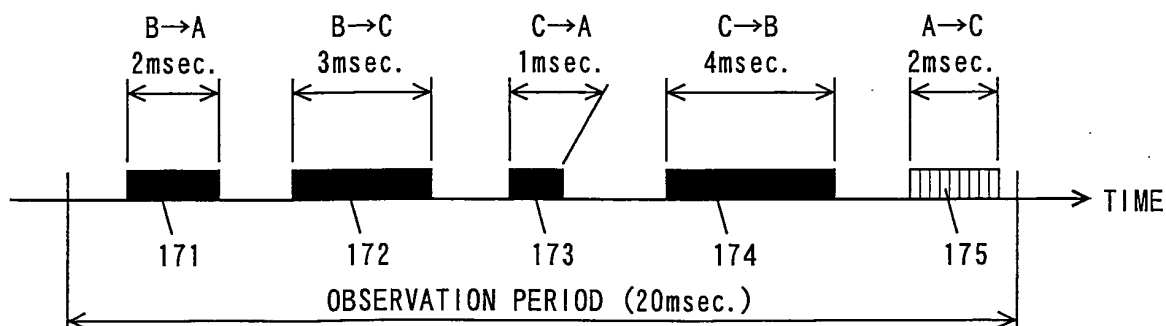 B→A B→C C→A C→B A→C
2msec. 3msec. 1msec. 4msec. 2msec.
TIME
171 172 173 174 175
OBSERVATION PERIOD (20msec.)